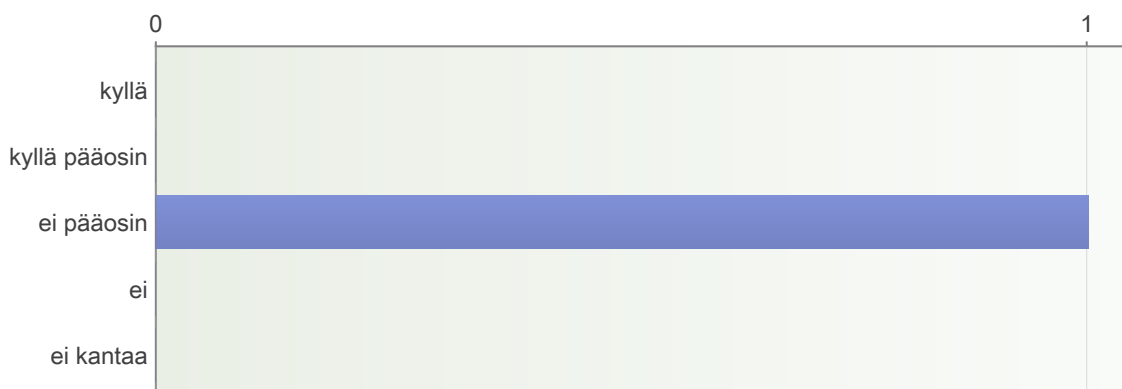 0 1
kyllä
kyllä pääosin
ei pääosin
ei
ei kantaa